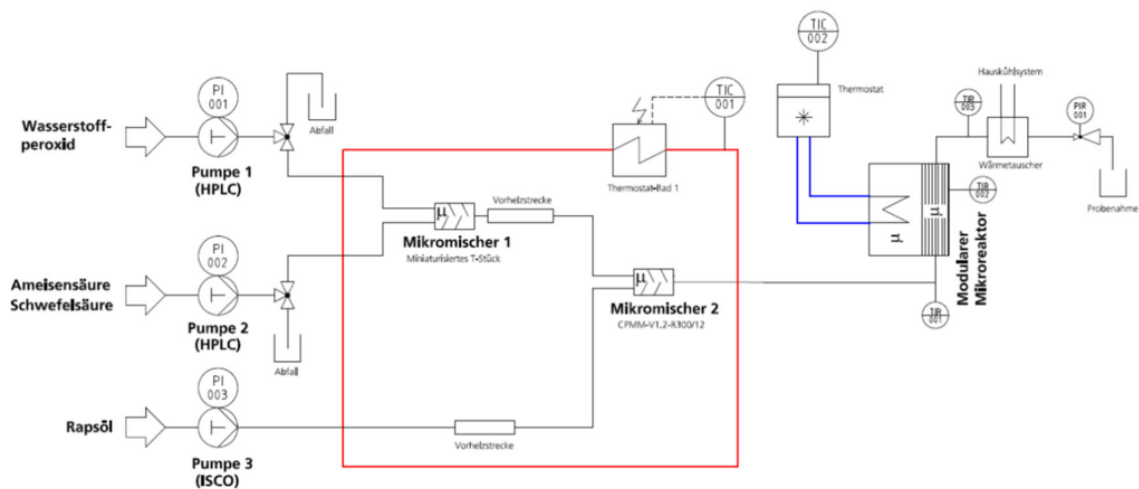 TIC
002
Hauskühlsystem
Thermostat
PI
001
TIC
001
TIR
003
PIR
001
Abfall
Wasserstoff-
peroxid
Pumpe 1
(HPLC)
Thermostat-Bad 1
Wärmetauscher
TIR
002
Probenahme
Vorheizstrecke
µ
µ
µ
Mikromischer 1
Miniaturisiertes T-Stück
Modularer
Mikroreaktor
PI
002
Ameisensäure
Schwefelsäure
µ
Mikromischer 2
CPMM-V1.2-R300/12
TIR
001
Pumpe 2
(HPLC)
Abfall
PI
003
Rapsöl
Vorheizstrecke
Pumpe 3
(ISCO)